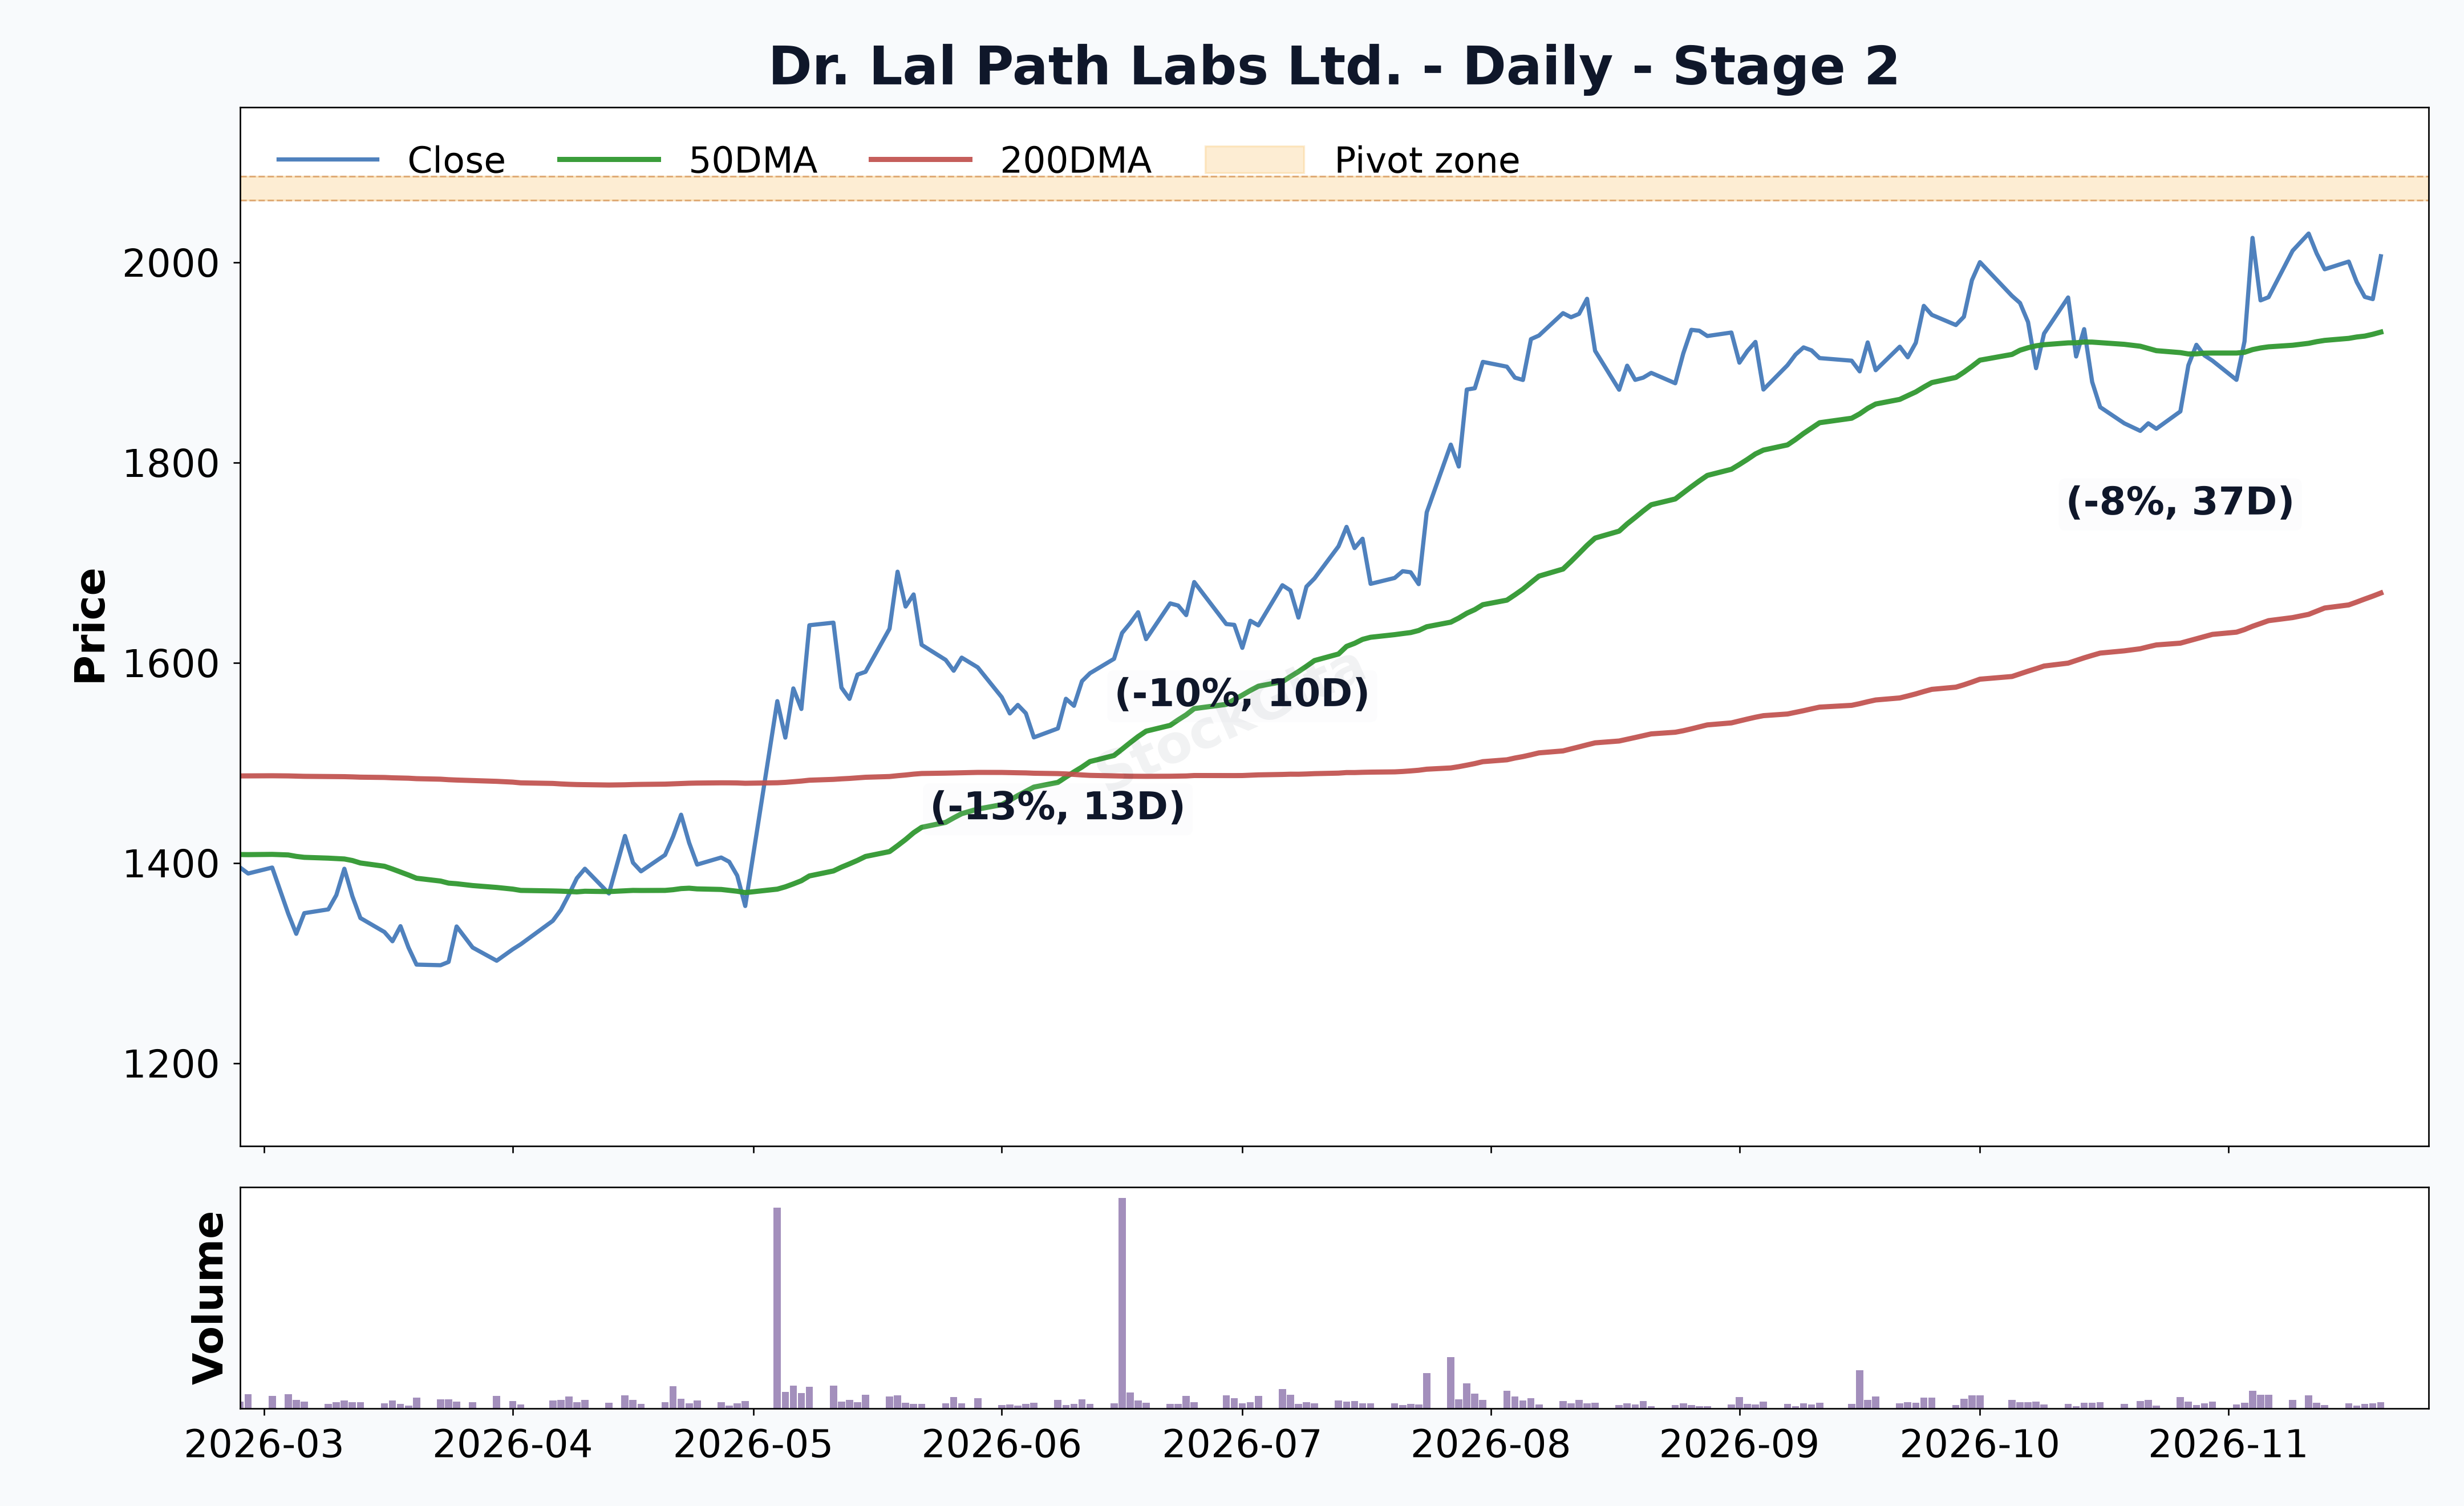 Dr. Lal Path Labs Ltd. - Daily - Stage 2
Close 50DMA 200DMA Pivot zone
Price
2000
1800
1600
1400
1200
(-8%, 37D)
(-10%, 10D)
(-13%, 13D)
Volume
2026-03 2026-04 2026-05 2026-06 2026-07 2026-08 2026-09 2026-10 2026-11